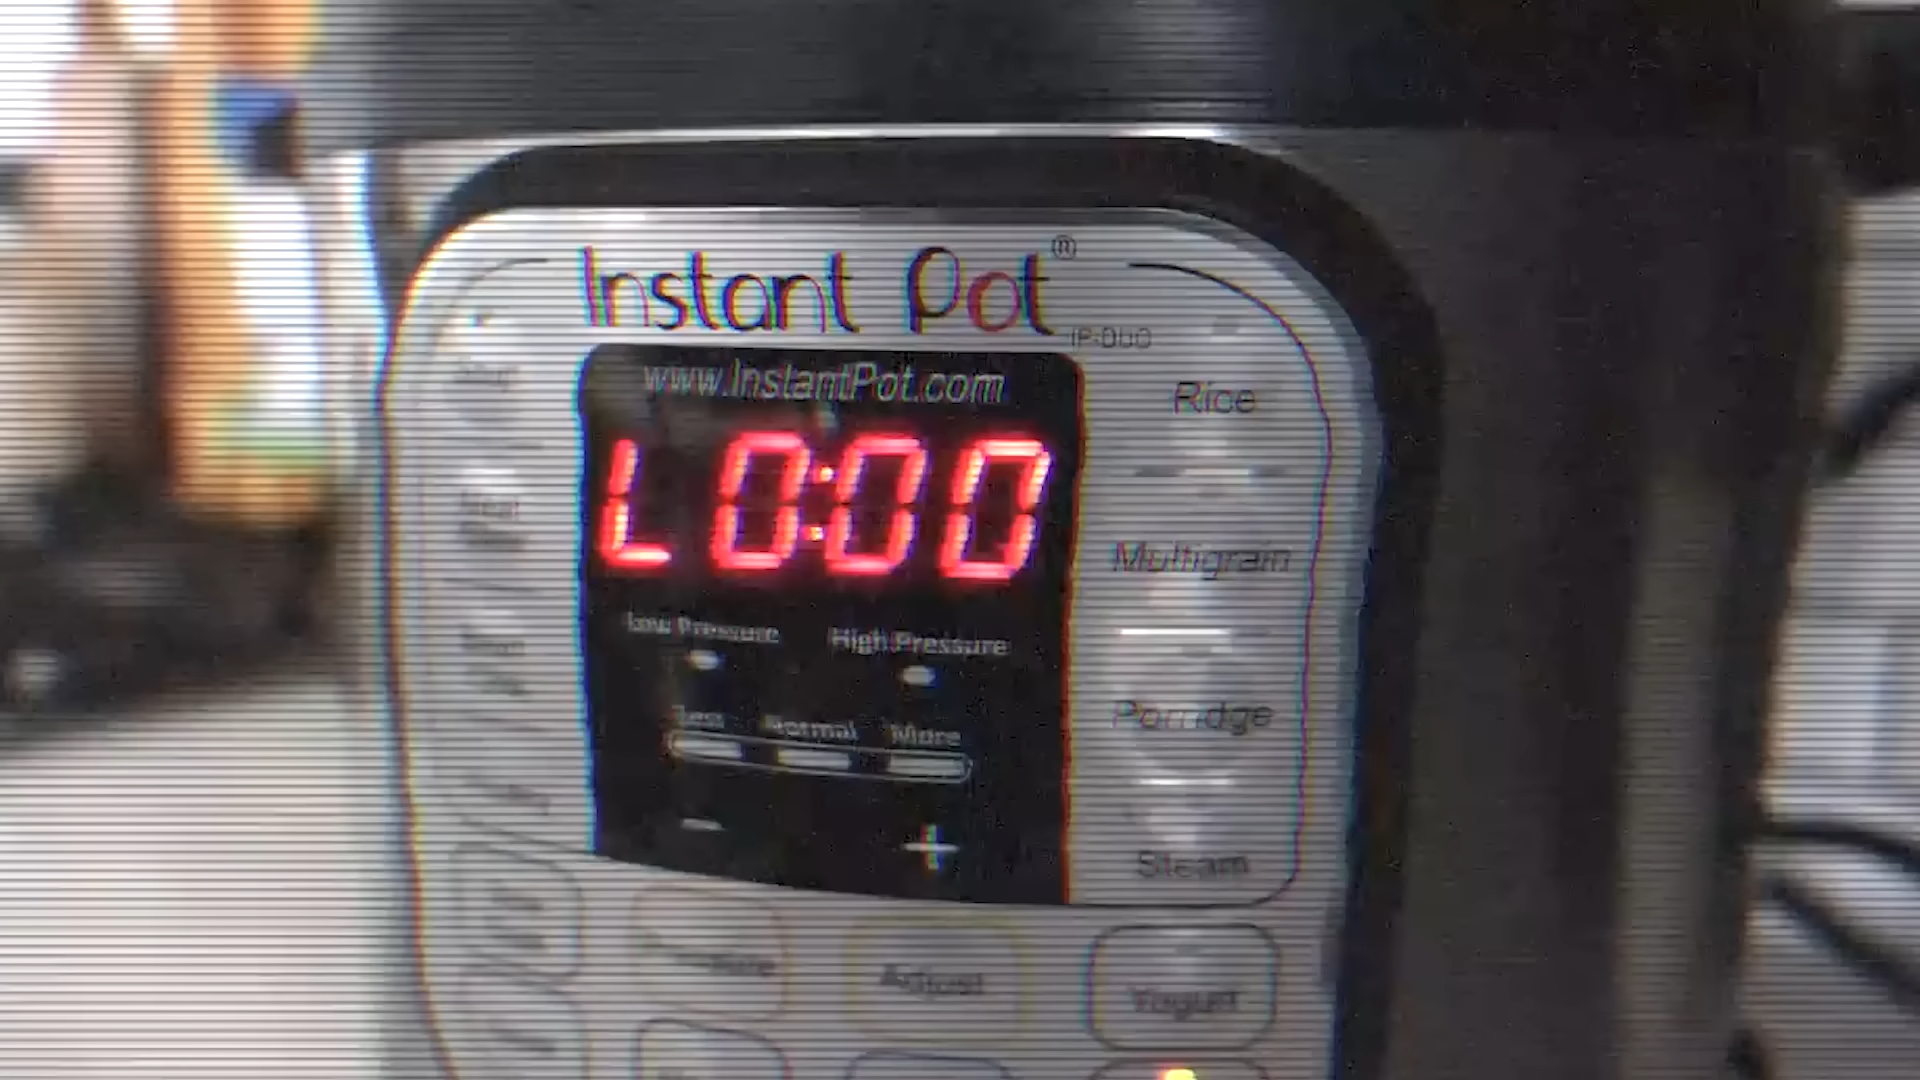 Instant Pot®
IP-DUO
www.InstantPot.com
L0:00
Low Pressure High Pressure
Less Normal More
- +
Rice
Multigrain
Porridge
Steam
Adjust
Yogurt